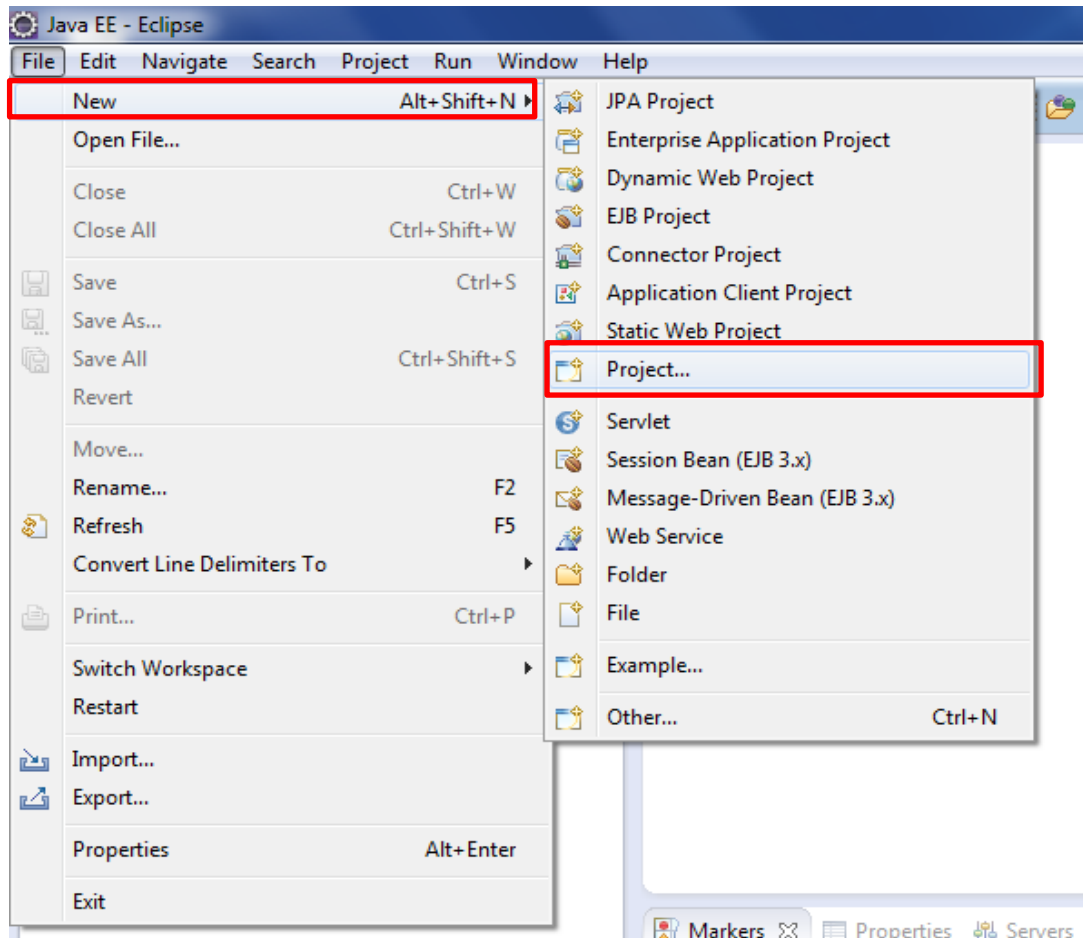 Java EE - Eclipse
File Edit Navigate Search Project Run Window Help
New Alt+Shift+N
Open File...
Close Ctrl+W
Close All Ctrl+Shift+W
Save Ctrl+S
Save As...
Save All Ctrl+Shift+S
Revert
Move...
Rename... F2
Refresh F5
Convert Line Delimiters To
Print... Ctrl+P
Switch Workspace
Restart
Import...
Export...
Properties Alt+Enter
Exit
JPA Project
Enterprise Application Project
Dynamic Web Project
EJB Project
Connector Project
Application Client Project
Static Web Project
Project...
Servlet
Session Bean (EJB 3.x)
Message-Driven Bean (EJB 3.x)
Web Service
Folder
File
Example...
Other... Ctrl+N
Markers Properties Servers